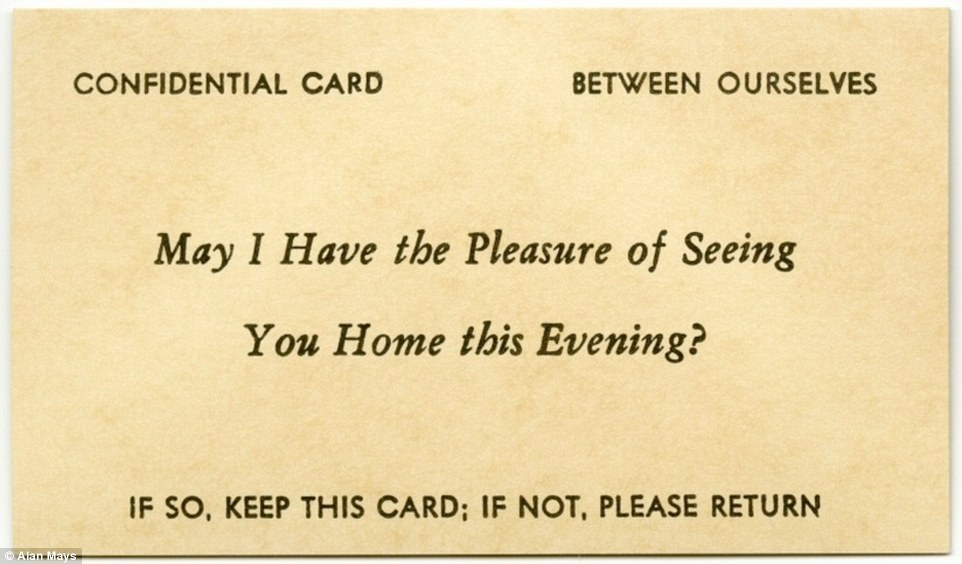 CONFIDENTIAL CARD BETWEEN OURSELVES
May I Have the Pleasure of Seeing
You Home this Evening?
IF SO, KEEP THIS CARD; IF NOT, PLEASE RETURN
© Alan Mays